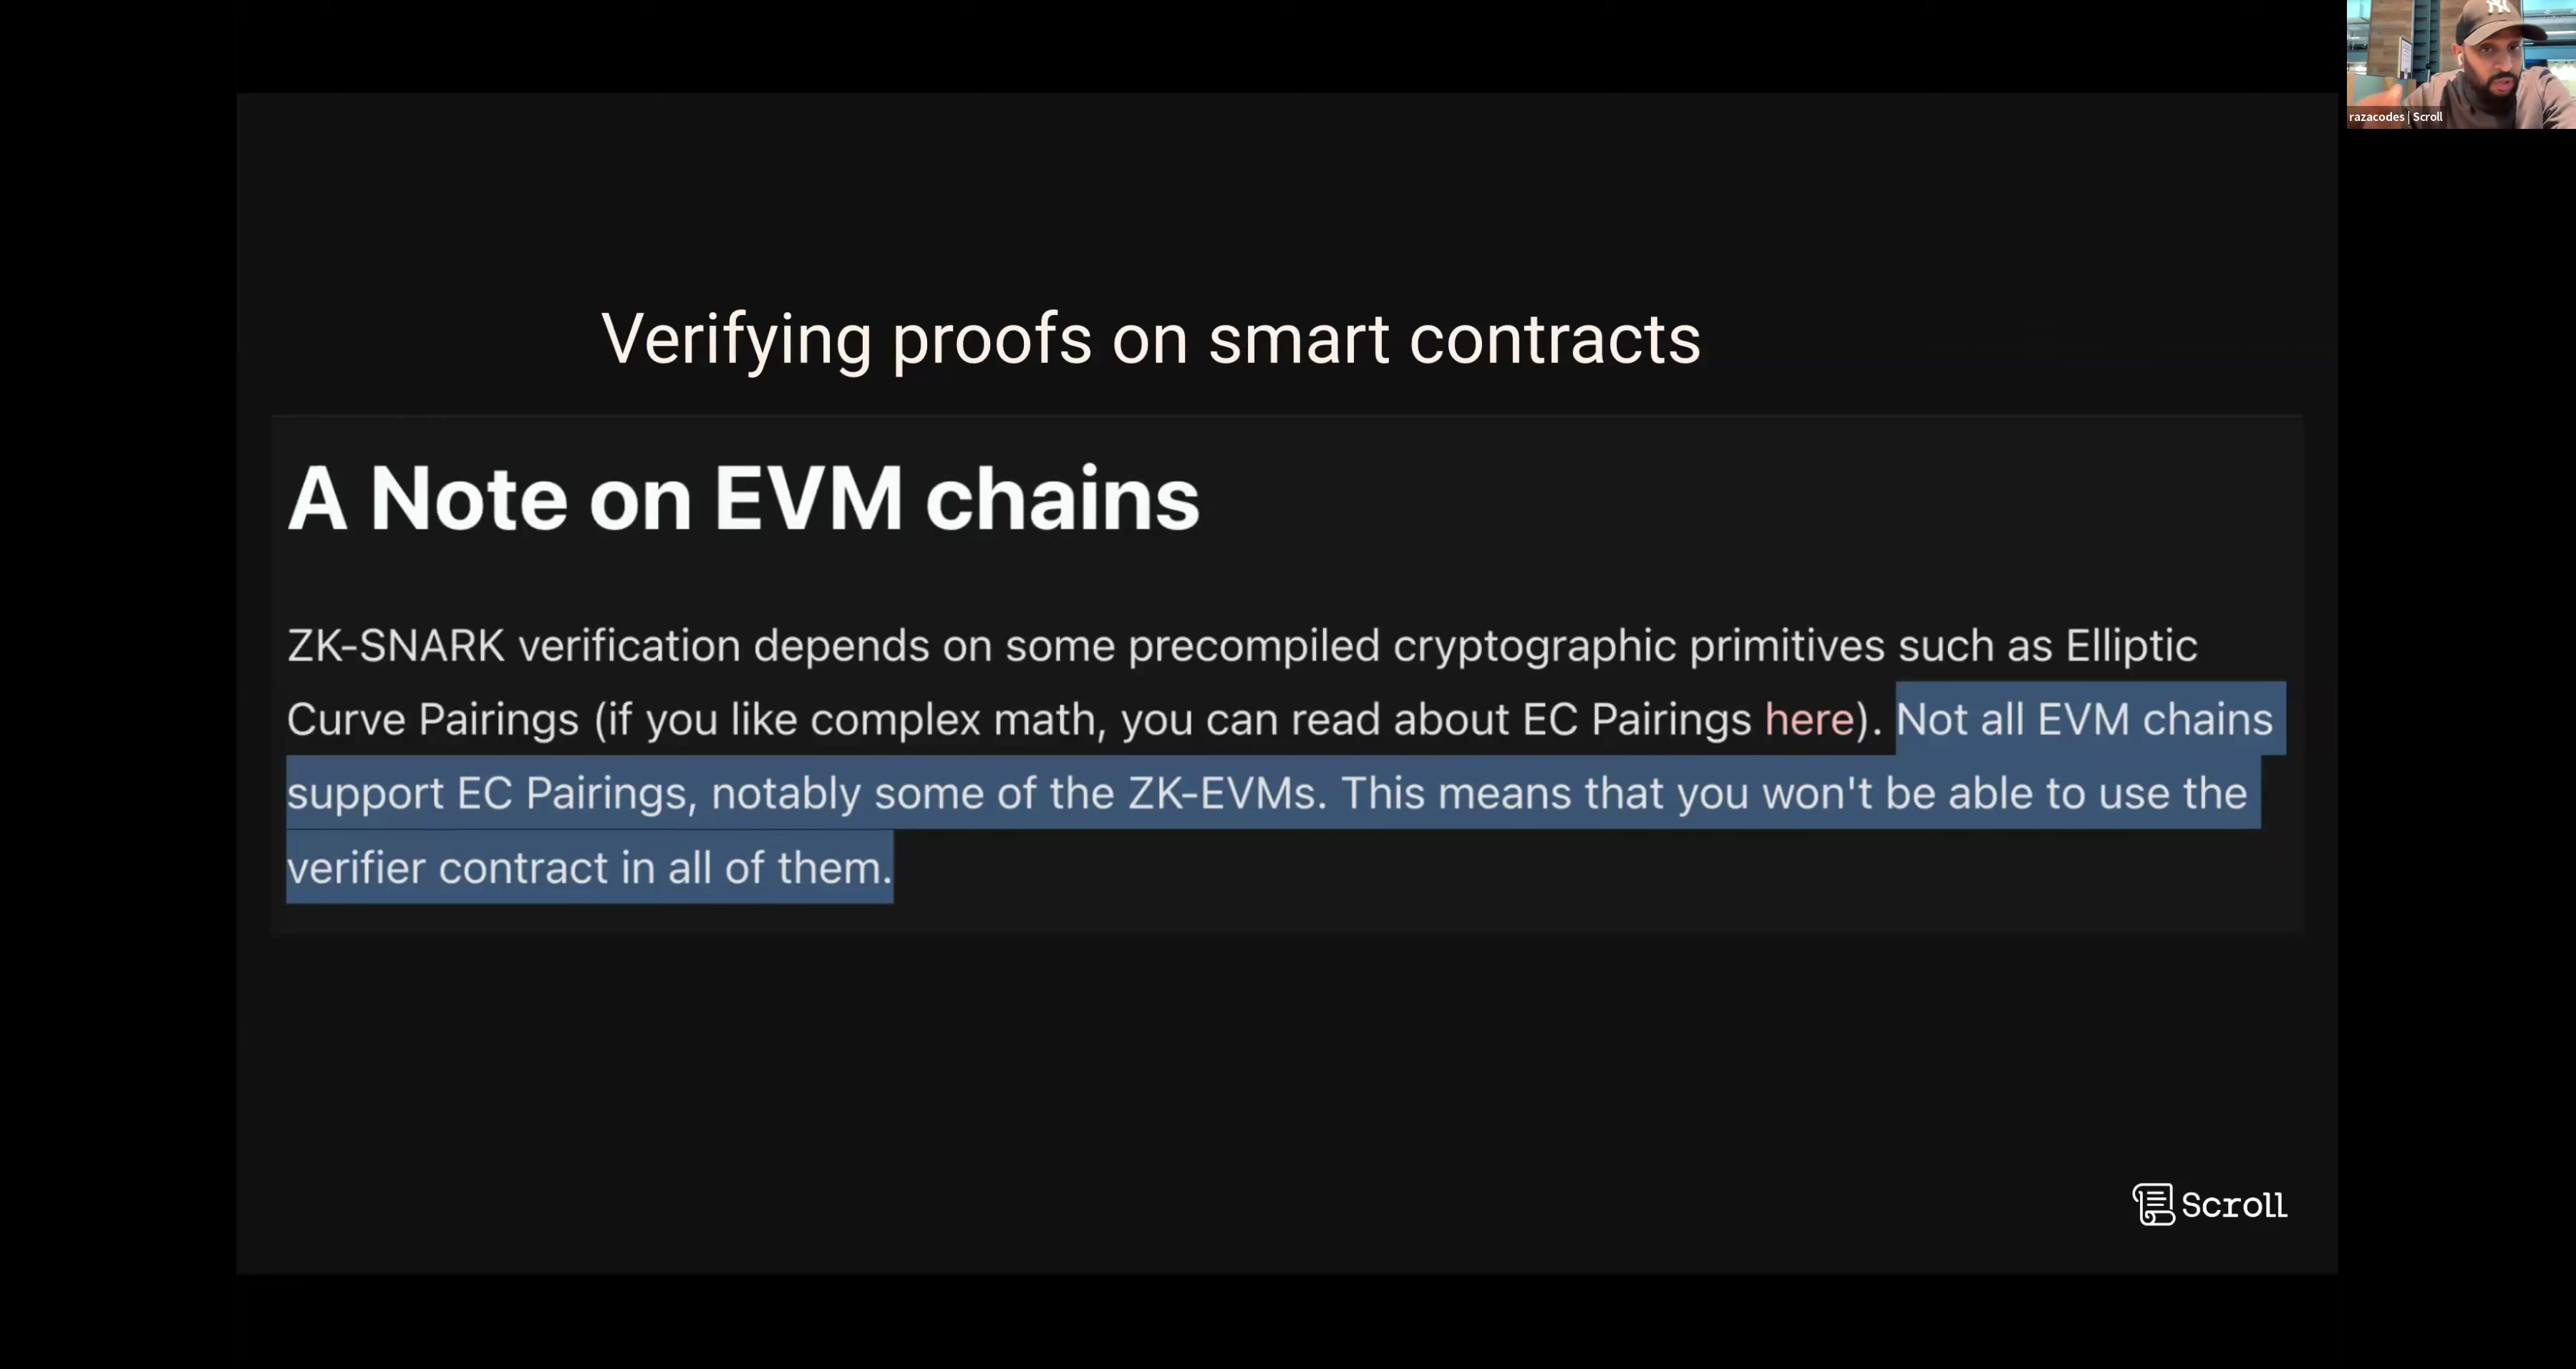 razacodes | Scroll
Verifying proofs on smart contracts
A Note on EVM chains
ZK-SNARK verification depends on some precompiled cryptographic primitives such as Elliptic
Curve Pairings (if you like complex math, you can read about EC Pairings here). Not all EVM chains
support EC Pairings, notably some of the ZK-EVMs. This means that you won't be able to use the
verifier contract in all of them.
Scroll